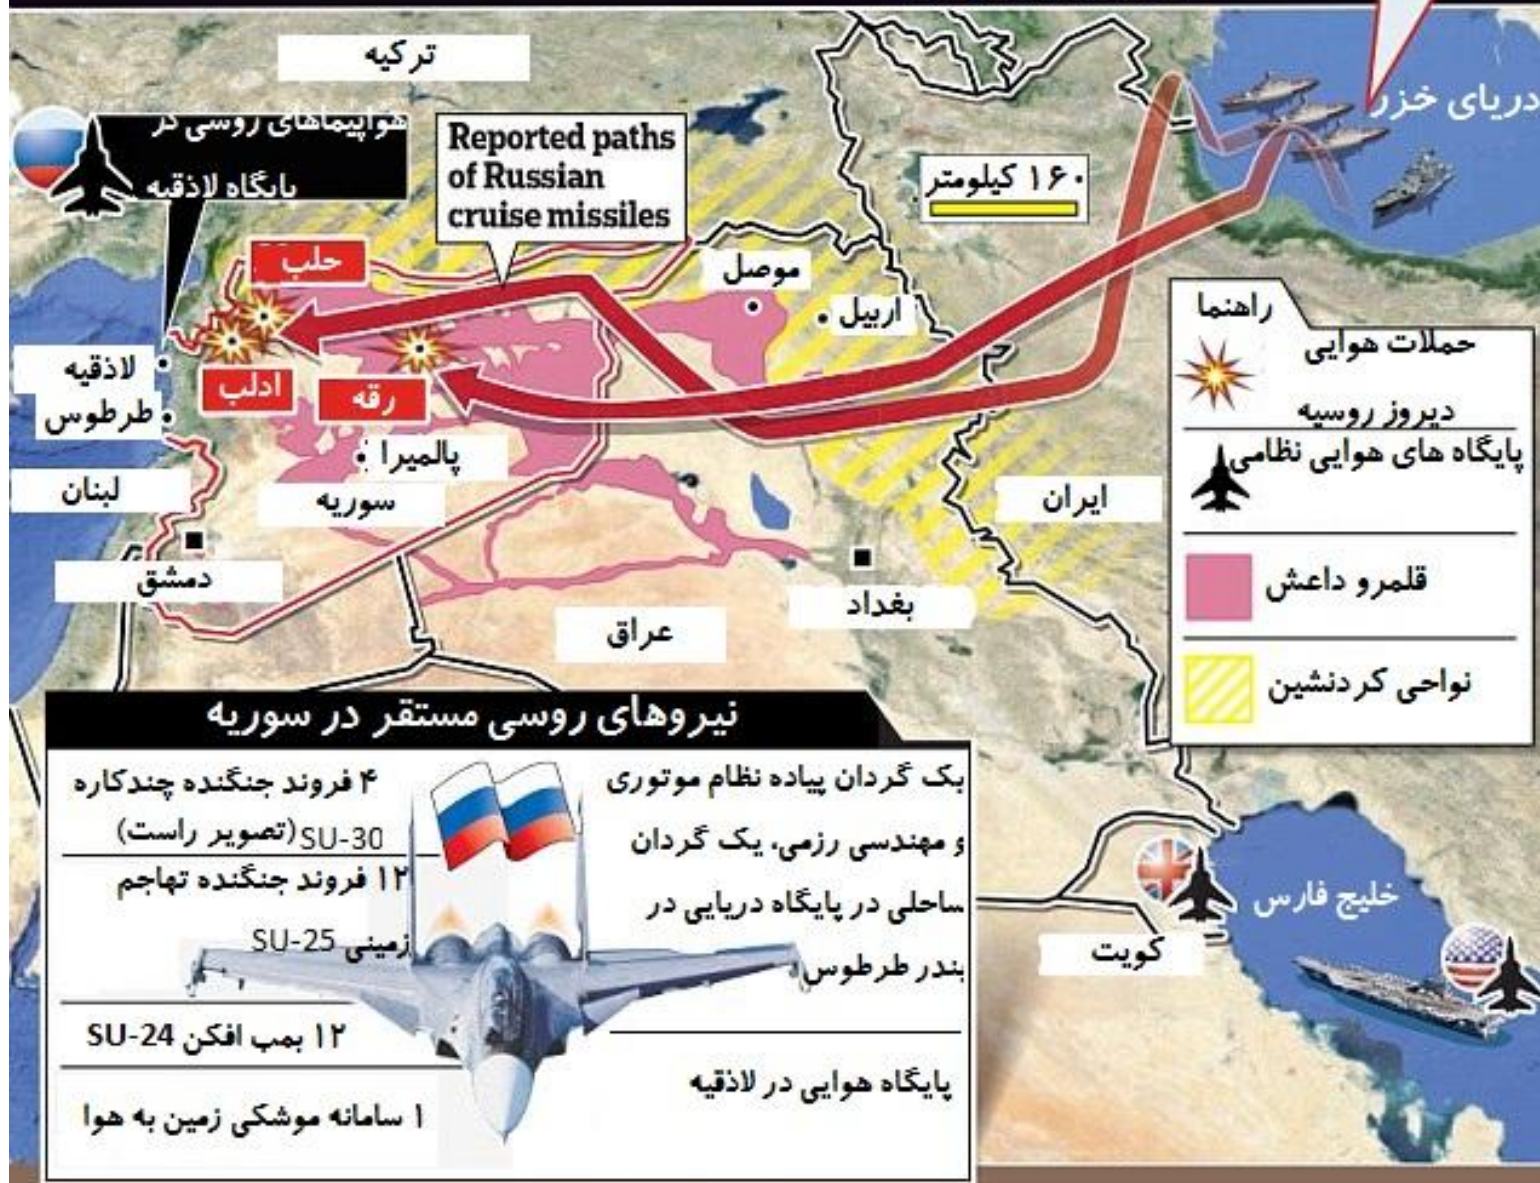 ترکیه
دریای خزر
هواپیماهای روسی در
پایگاه لاذقیه
Reported paths
of Russian
cruise missiles
۱۶۰ کیلومتر
حلب
موصل
اربیل
لاذقیه
طرطوس
ادلب
رقه
پالمیرا
سوریه
لبنان
دمشق
عراق
بغداد
ایران
راهنما
حملات هوایی
دیروز روسیه
پایگاه های هوایی نظامی
قلمرو داعش
نواحی کردنشین
خلیج فارس
کویت
نیروهای روسی مستقر در سوریه
یک گردان پیاده نظام موتوری
و مهندسی رزمی، یک گردان
ساحلی در پایگاه دریایی در
بندر طرطوس
پایگاه هوایی در لاذقیه
۴ فروند جنگنده چندکاره
SU-30 (تصویر راست)
۱۲ فروند جنگنده تهاجم
زمینی SU-25
۱۲ بمب افکن SU-24
۱ سامانه موشکی زمین به هوا